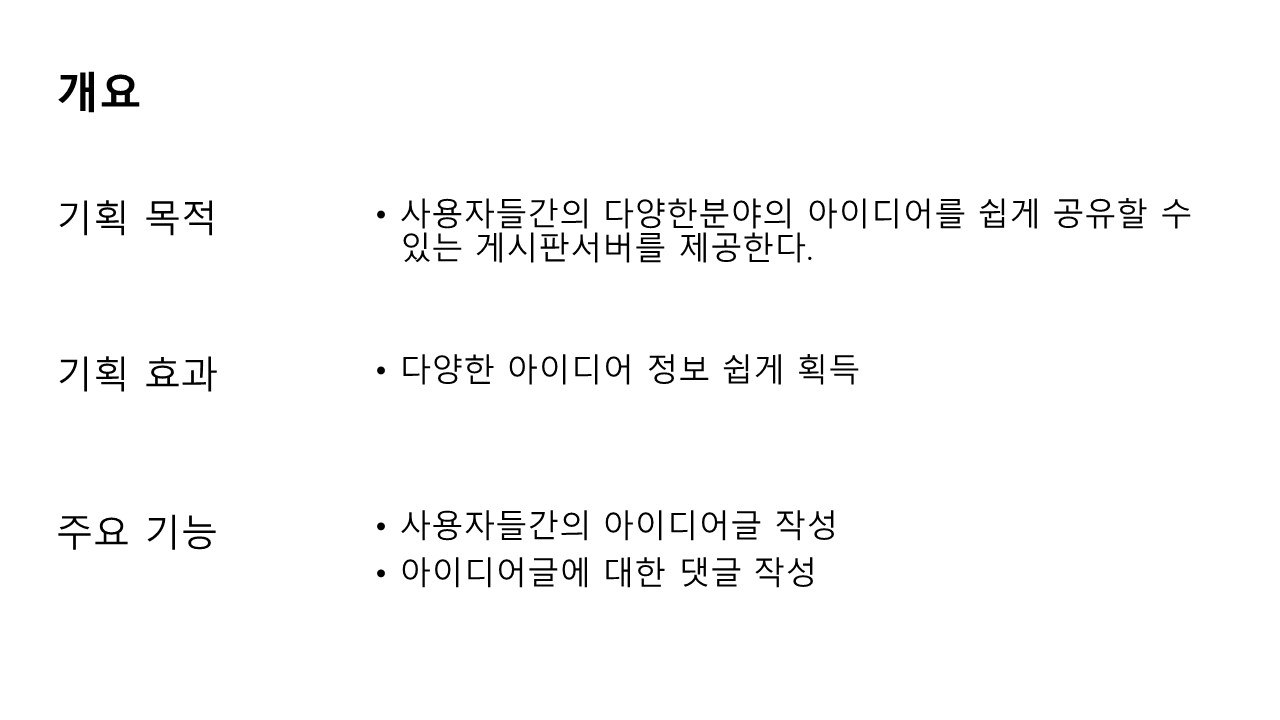 개요
기획 목적
• 사용자들간의 다양한분야의 아이디어를 쉽게 공유할 수
있는 게시판서버를 제공한다.
기획 효과
• 다양한 아이디어 정보 쉽게 획득
주요 기능
• 사용자들간의 아이디어글 작성
• 아이디어글에 대한 댓글 작성